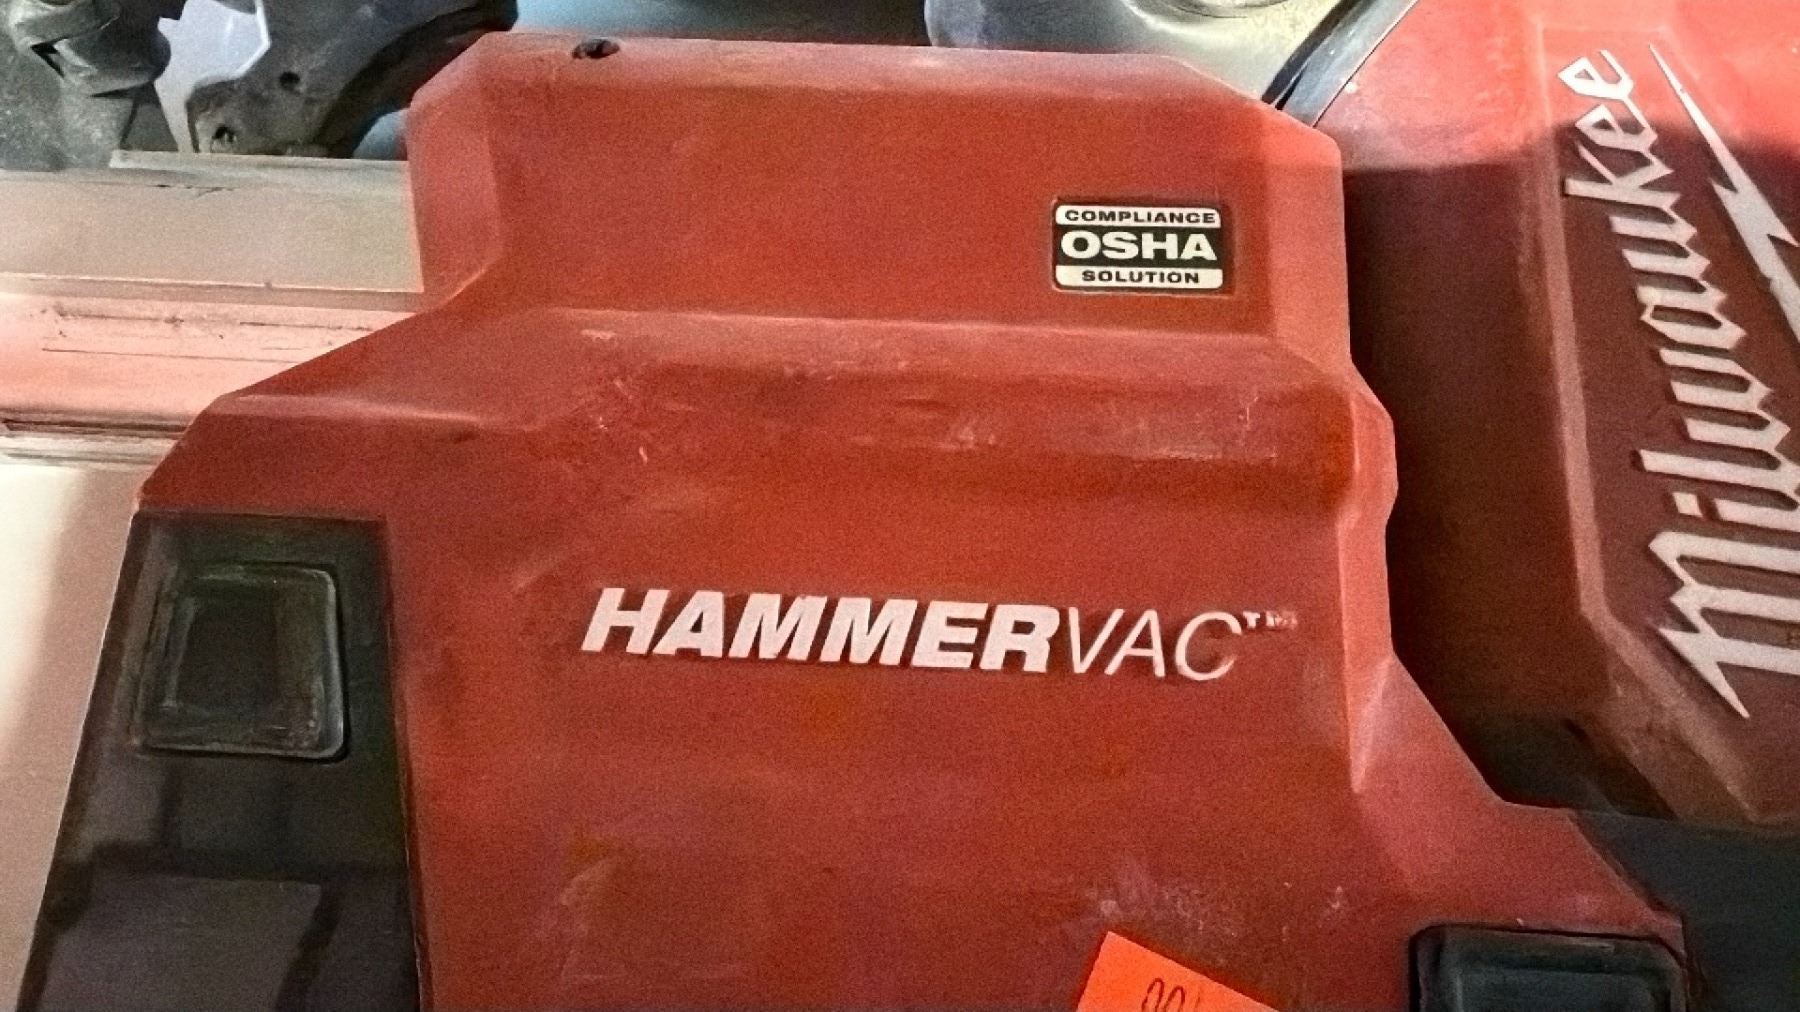 COMPLIANCE
OSHA
SOLUTION
HAMMERVAC™
Milwaukee